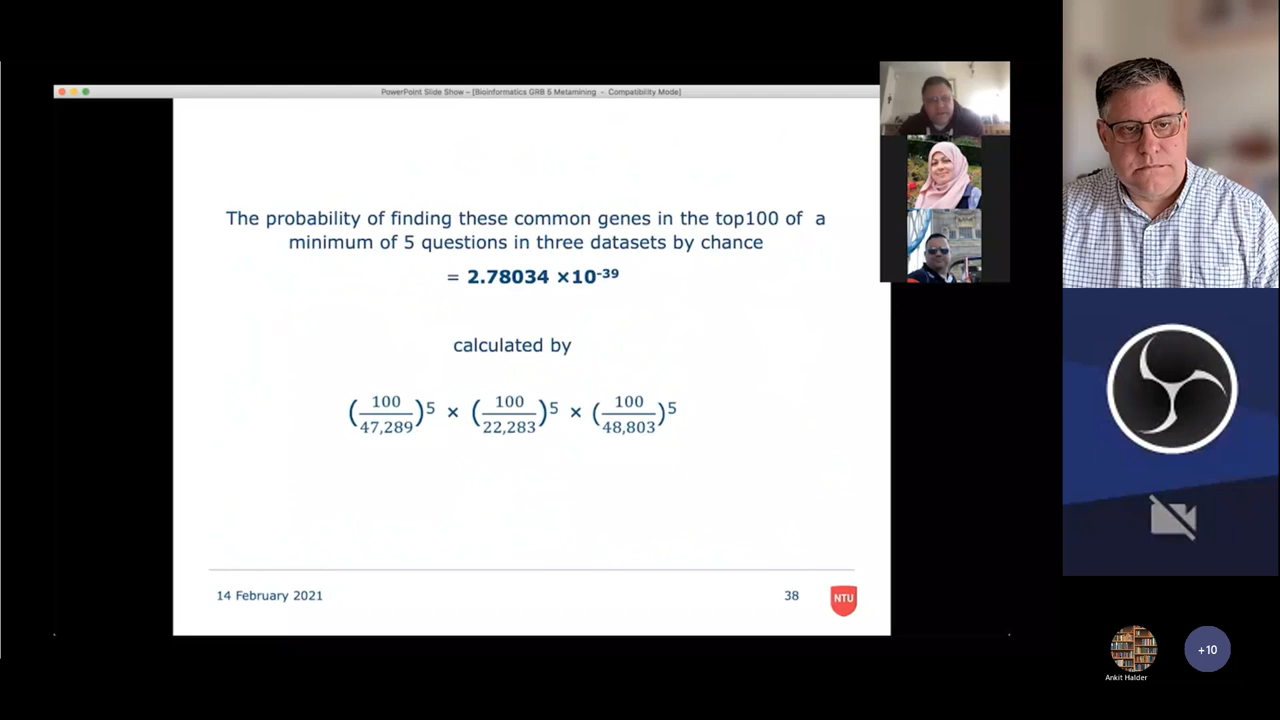 PowerPoint Slide Show – [Bioinformatics GRB 5 Metamining - Compatibility Mode]
The probability of finding these common genes in the top100 of a
minimum of 5 questions in three datasets by chance
= 2.78034 ×10⁻³⁹
calculated by
(100/47,289)⁵ × (100/22,283)⁵ × (100/48,803)⁵
14 February 2021
38
NTU
Ankit Halder
+10